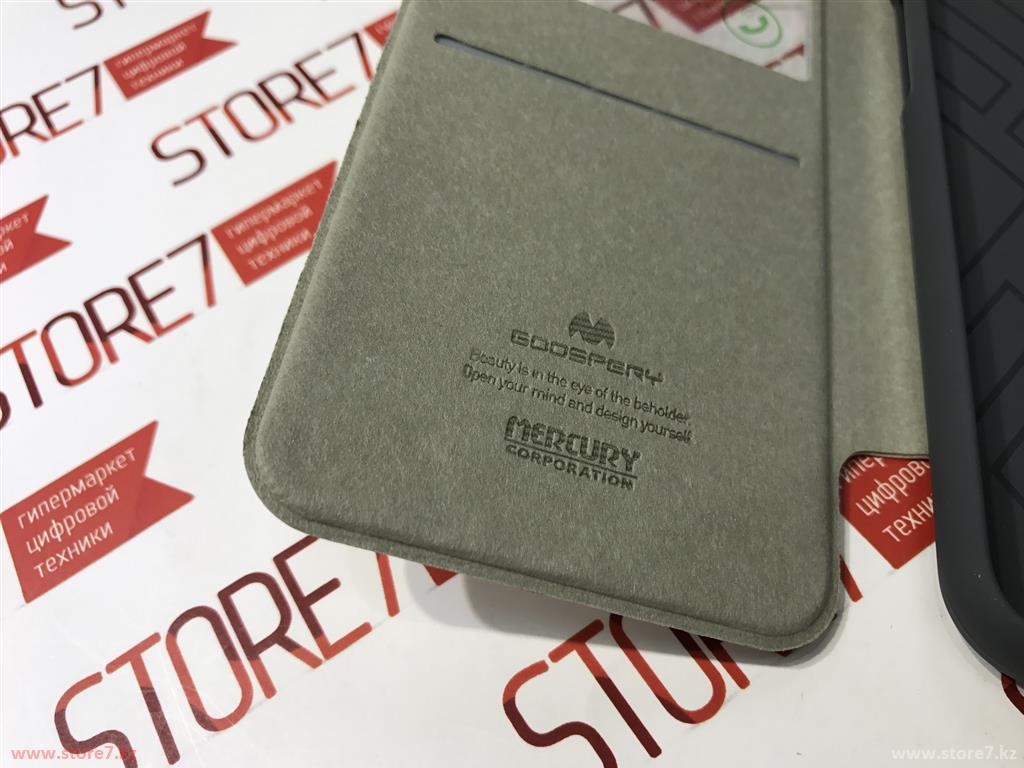 STORE7
гипермаркет
цифровой
техники
STORE7
гипермаркет
цифровой
техники
STORE7
GOOSPERY
Beauty is in the eye of the beholder
Open your mind and design yourself
MERCURY
CORPORATION
гипермаркет
цифровой
техники
STORE7
www.store7.kz
www.store7.kz